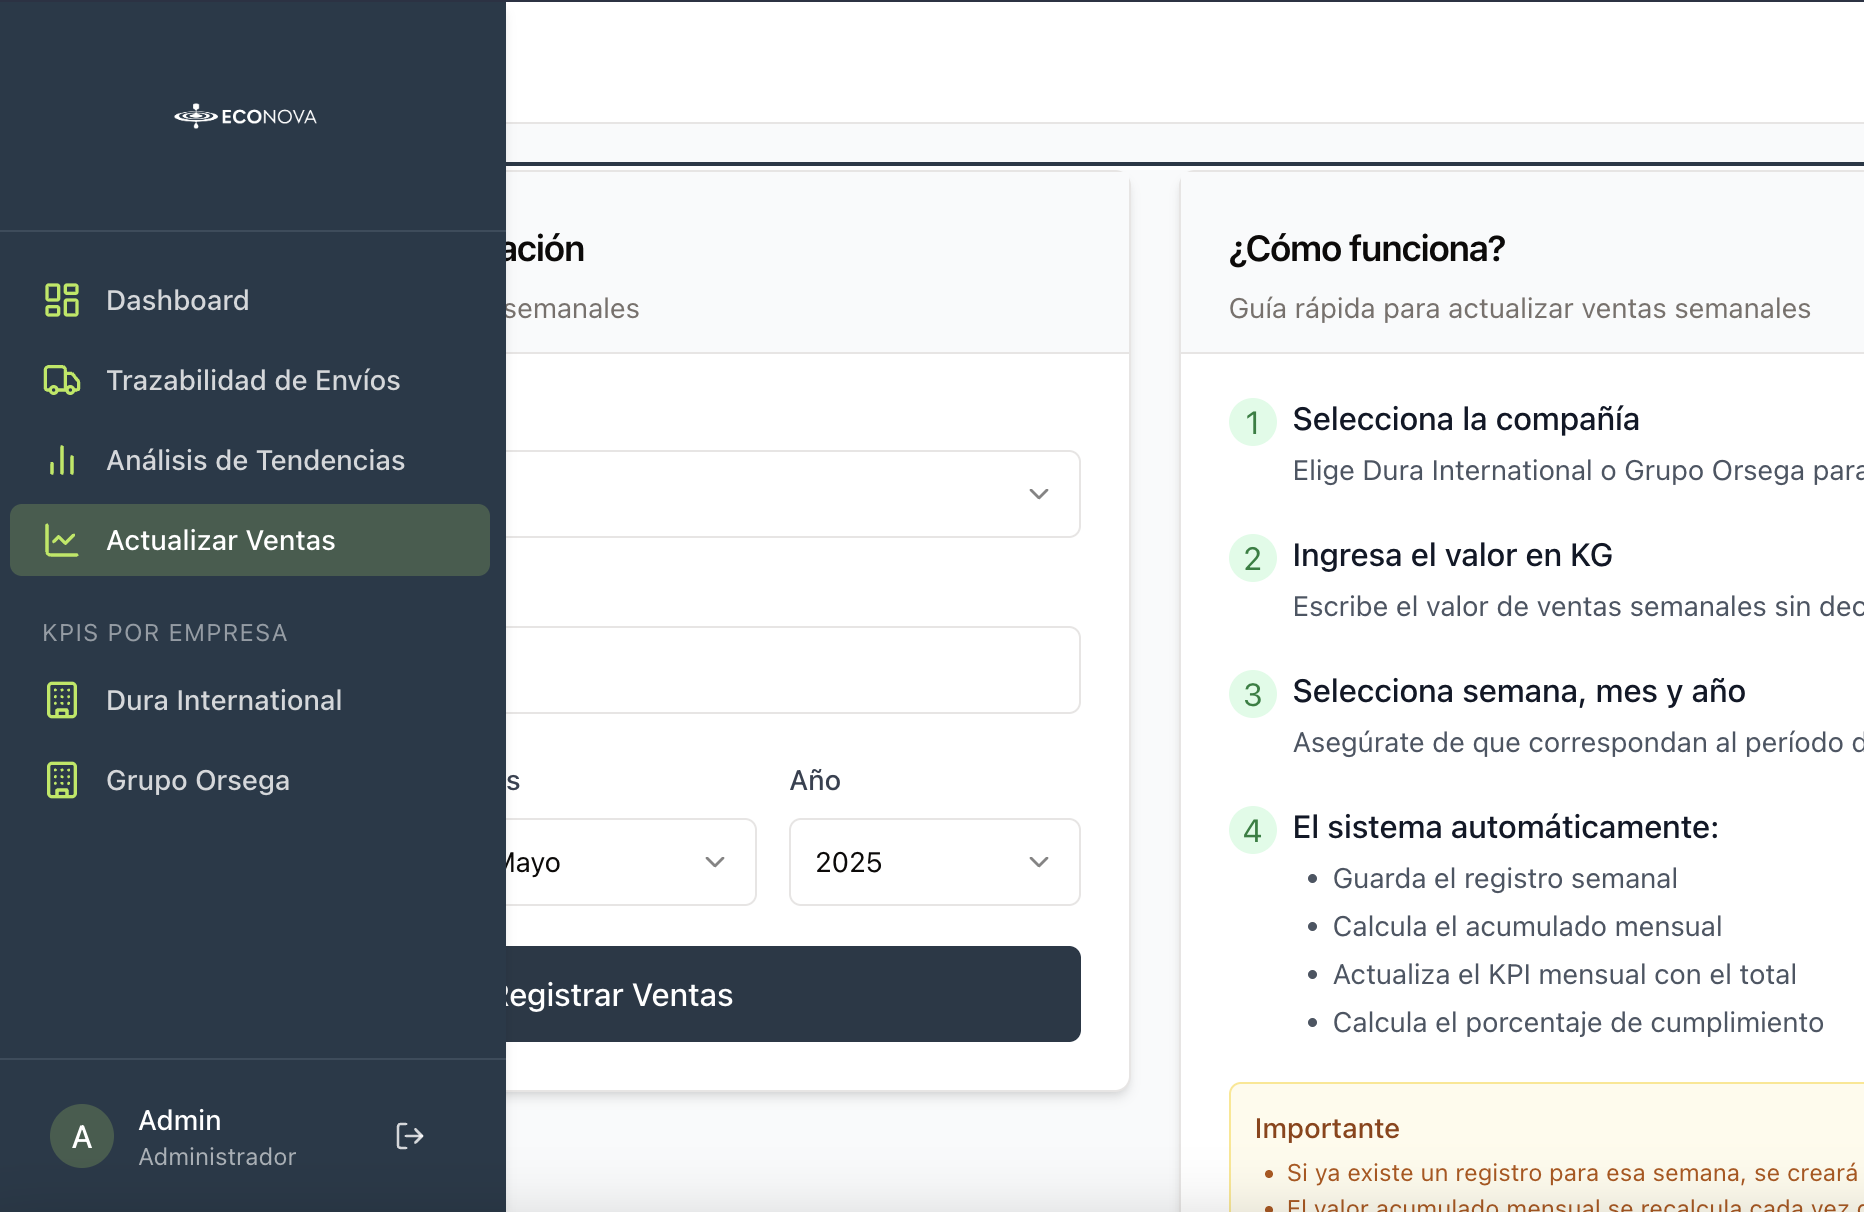 ECONOVA
Dashboard
Trazabilidad de Envíos
Análisis de Tendencias
Actualizar Ventas
KPIS POR EMPRESA
Dura International
Grupo Orsega
A
Admin
Administrador
ación
semanales
s
Año
Mayo
2025
Registrar Ventas
¿Cómo funciona?
Guía rápida para actualizar ventas semanales
1
Selecciona la compañía
Elige Dura International o Grupo Orsega para
2
Ingresa el valor en KG
Escribe el valor de ventas semanales sin dec
3
Selecciona semana, mes y año
Asegúrate de que correspondan al período d
4
El sistema automáticamente:
• Guarda el registro semanal
• Calcula el acumulado mensual
• Actualiza el KPI mensual con el total
• Calcula el porcentaje de cumplimiento
Importante
• Si ya existe un registro para esa semana, se creará
• El valor acumulado mensual se recalcula cada vez